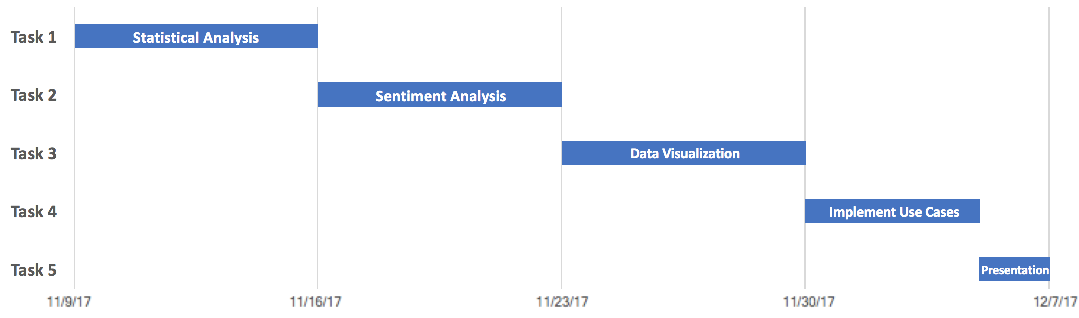 Task 1 Statistical Analysis
Task 2 Sentiment Analysis
Task 3 Data Visualization
Task 4 Implement Use Cases
Task 5 Presentation
11/9/17 11/16/17 11/23/17 11/30/17 12/7/17